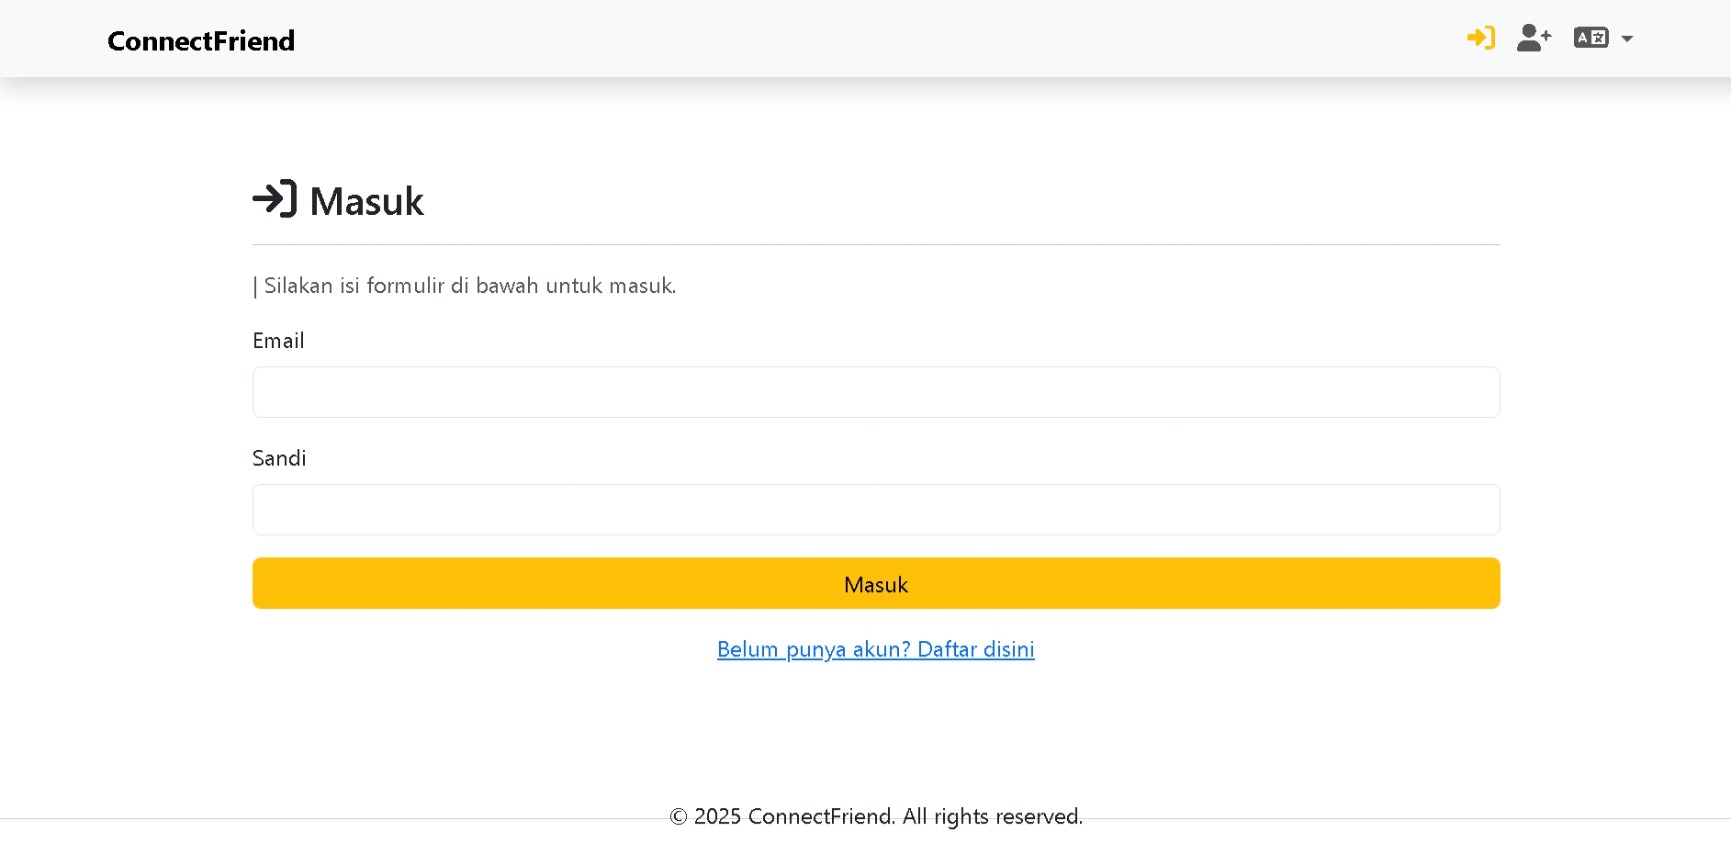 ConnectFriend
Masuk
| Silakan isi formulir di bawah untuk masuk.
Email
Sandi
Masuk
Belum punya akun? Daftar disini
© 2025 ConnectFriend. All rights reserved.